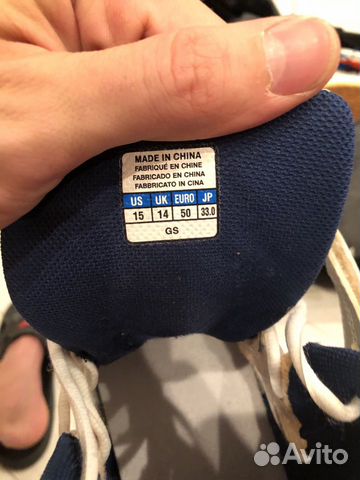 MADE IN CHINA
FABRIQUÉ EN CHINE
FABRICADO EN CHINA
FABBRICATO IN CINA
US UK EURO JP
15 14 50 33.0
GS
Avito